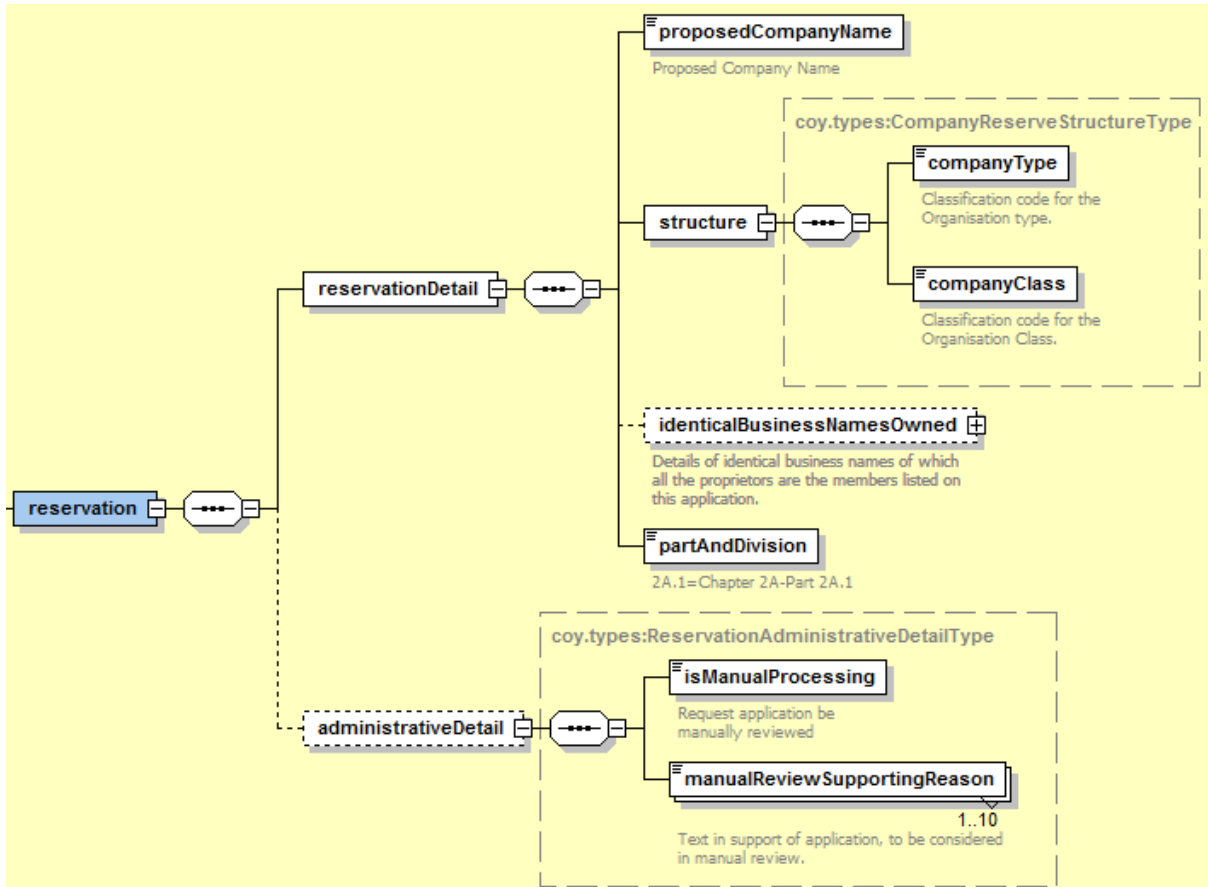 proposedCompanyName
Proposed Company Name
coy.types:CompanyReserveStructureType
companyType
Classification code for the
Organisation type.
structure
companyClass
Classification code for the
Organisation Class.
reservationDetail
identicalBusinessNamesOwned
Details of identical business names of which
all the proprietors are the members listed on
this application.
reservation
partAndDivision
2A.1=Chapter 2A-Part 2A.1
coy.types:ReservationAdministrativeDetailType
isManualProcessing
Request application be
manually reviewed
administrativeDetail
manualReviewSupportingReason
1..10
Text in support of application, to be considered
in manual review.